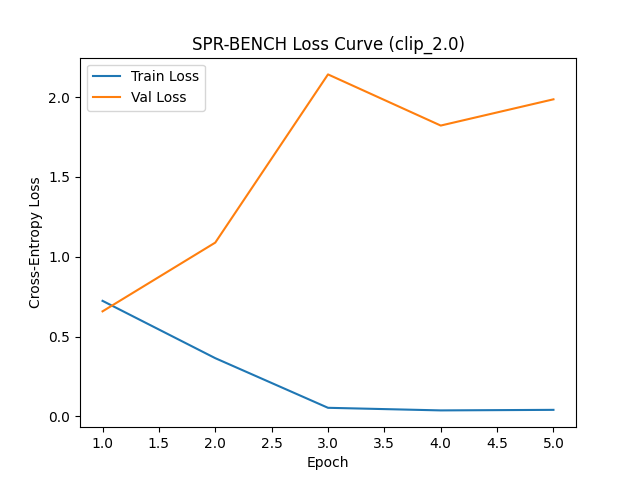 SPR-BENCH Loss Curve (clip_2.0)
Train Loss
Val Loss
Cross-Entropy Loss
2.0
1.5
1.0
0.5
0.0
1.0 1.5 2.0 2.5 3.0 3.5 4.0 4.5 5.0
Epoch